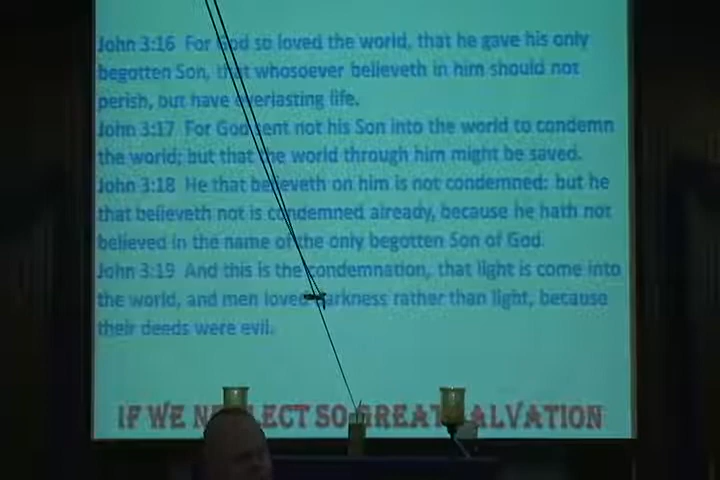 John 3:16 For God so loved the world, that he gave his only
begotten Son, that whosoever believeth in him should not
perish, but have everlasting life.
John 3:17 For God sent not his Son into the world to condemn
the world; but that the world through him might be saved.
John 3:18 He that believeth on him is not condemned: but he
that believeth not is condemned already, because he hath not
believed in the name of the only begotten Son of God.
John 3:19 And this is the condemnation, that light is come into
the world, and men loved darkness rather than light, because
their deeds were evil.
IF WE NEGLECT SO GREAT SALVATION